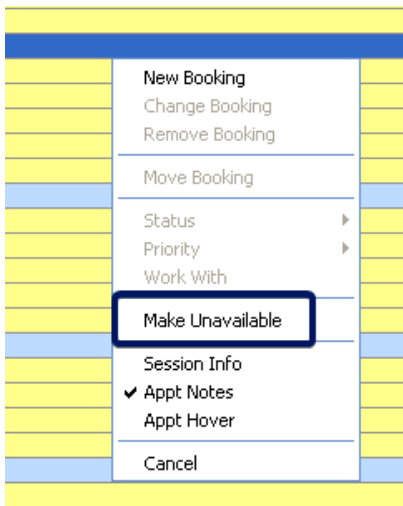 New Booking
Change Booking
Remove Booking
Move Booking
Status
Priority
Work With
Make Unavailable
Session Info
Appt Notes
Appt Hover
Cancel